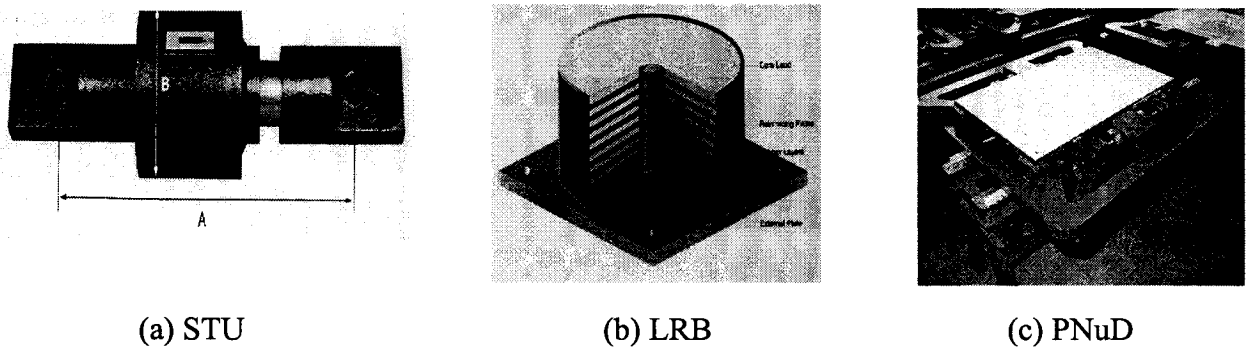 B
A
Core Lead
External Plate
(a) STU
(b) LRB
(c) PNuD